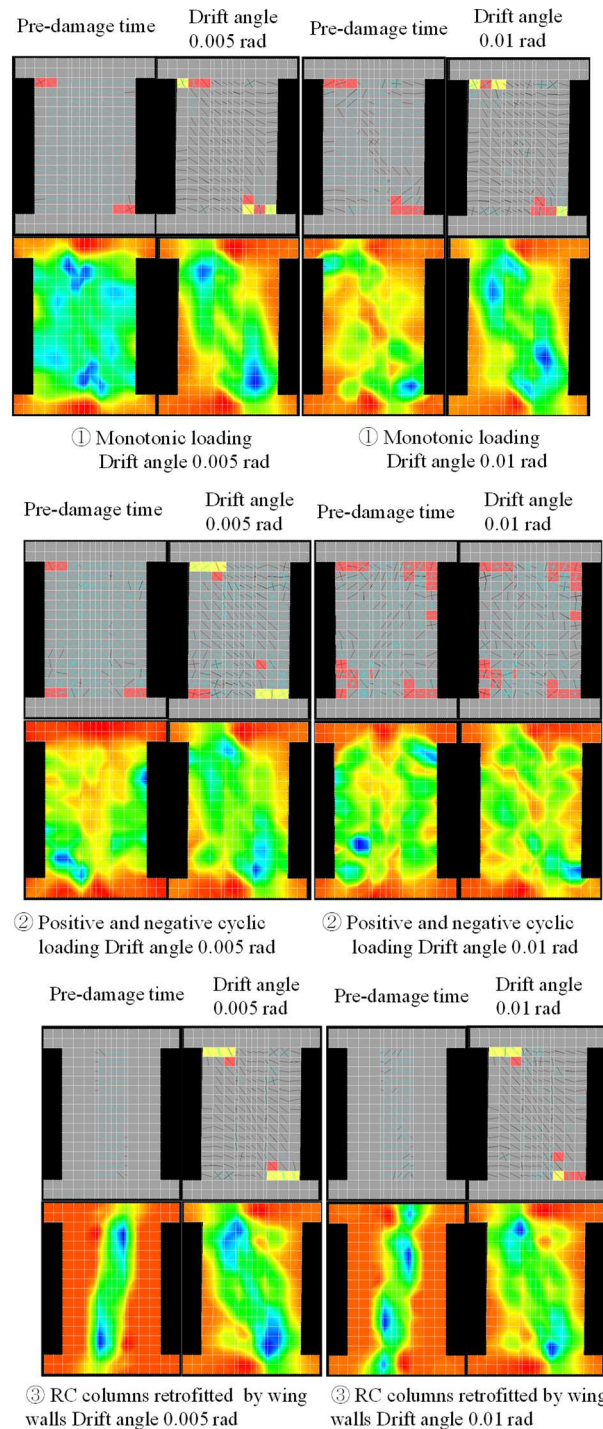 Pre-damage time
Drift angle
0.005 rad
Pre-damage time
Drift angle
0.01 rad
① Monotonic loading
Drift angle 0.005 rad
① Monotonic loading
Drift angle 0.01 rad
Pre-damage time
Drift angle
0.005 rad
Pre-damage time
Drift angle
0.01 rad
② Positive and negative cyclic
loading Drift angle 0.005 rad
② Positive and negative cyclic
loading Drift angle 0.01 rad
Pre-damage time
Drift angle
0.005 rad
Pre-damage time
Drift angle
0.01 rad
③ RC columns retrofitted by wing
walls Drift angle 0.005 rad
③ RC columns retrofitted by wing
walls Drift angle 0.01 rad